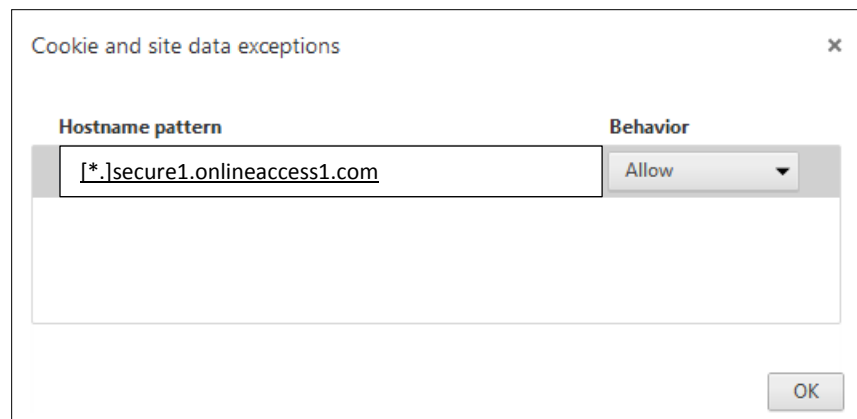 Cookie and site data exceptions ×
Hostname pattern Behavior
[*.]secure1.onlineaccess1.com Allow
OK